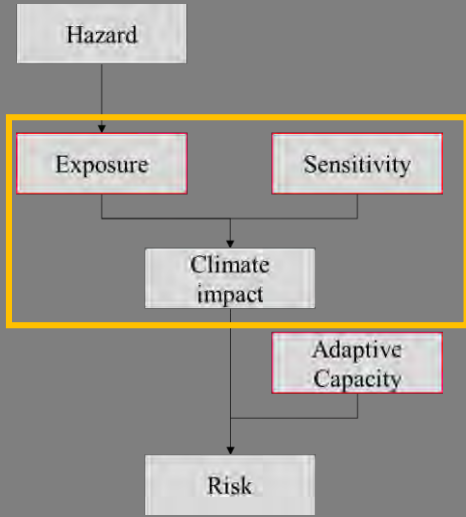 Hazard
Exposure
Sensitivity
Climate
impact
Adaptive
Capacity
Risk